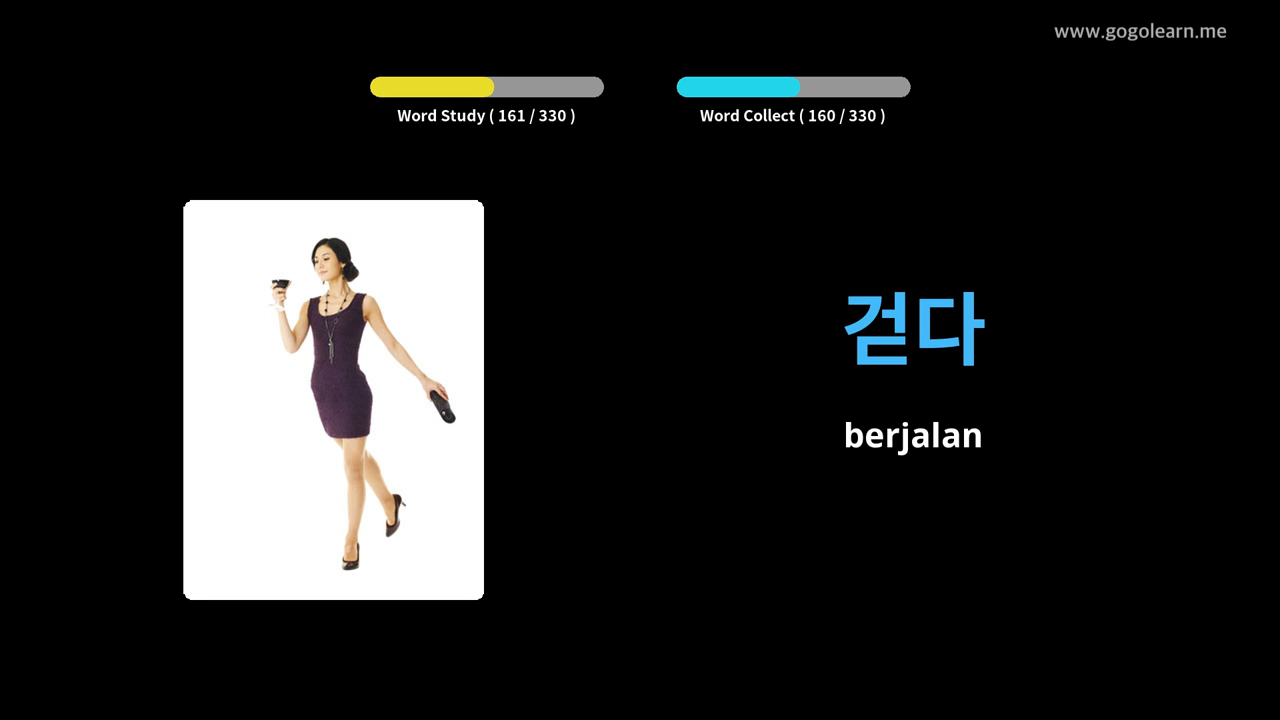 www.gogolearn.me
Word Study ( 161 / 330 )
Word Collect ( 160 / 330 )
걷다
berjalan